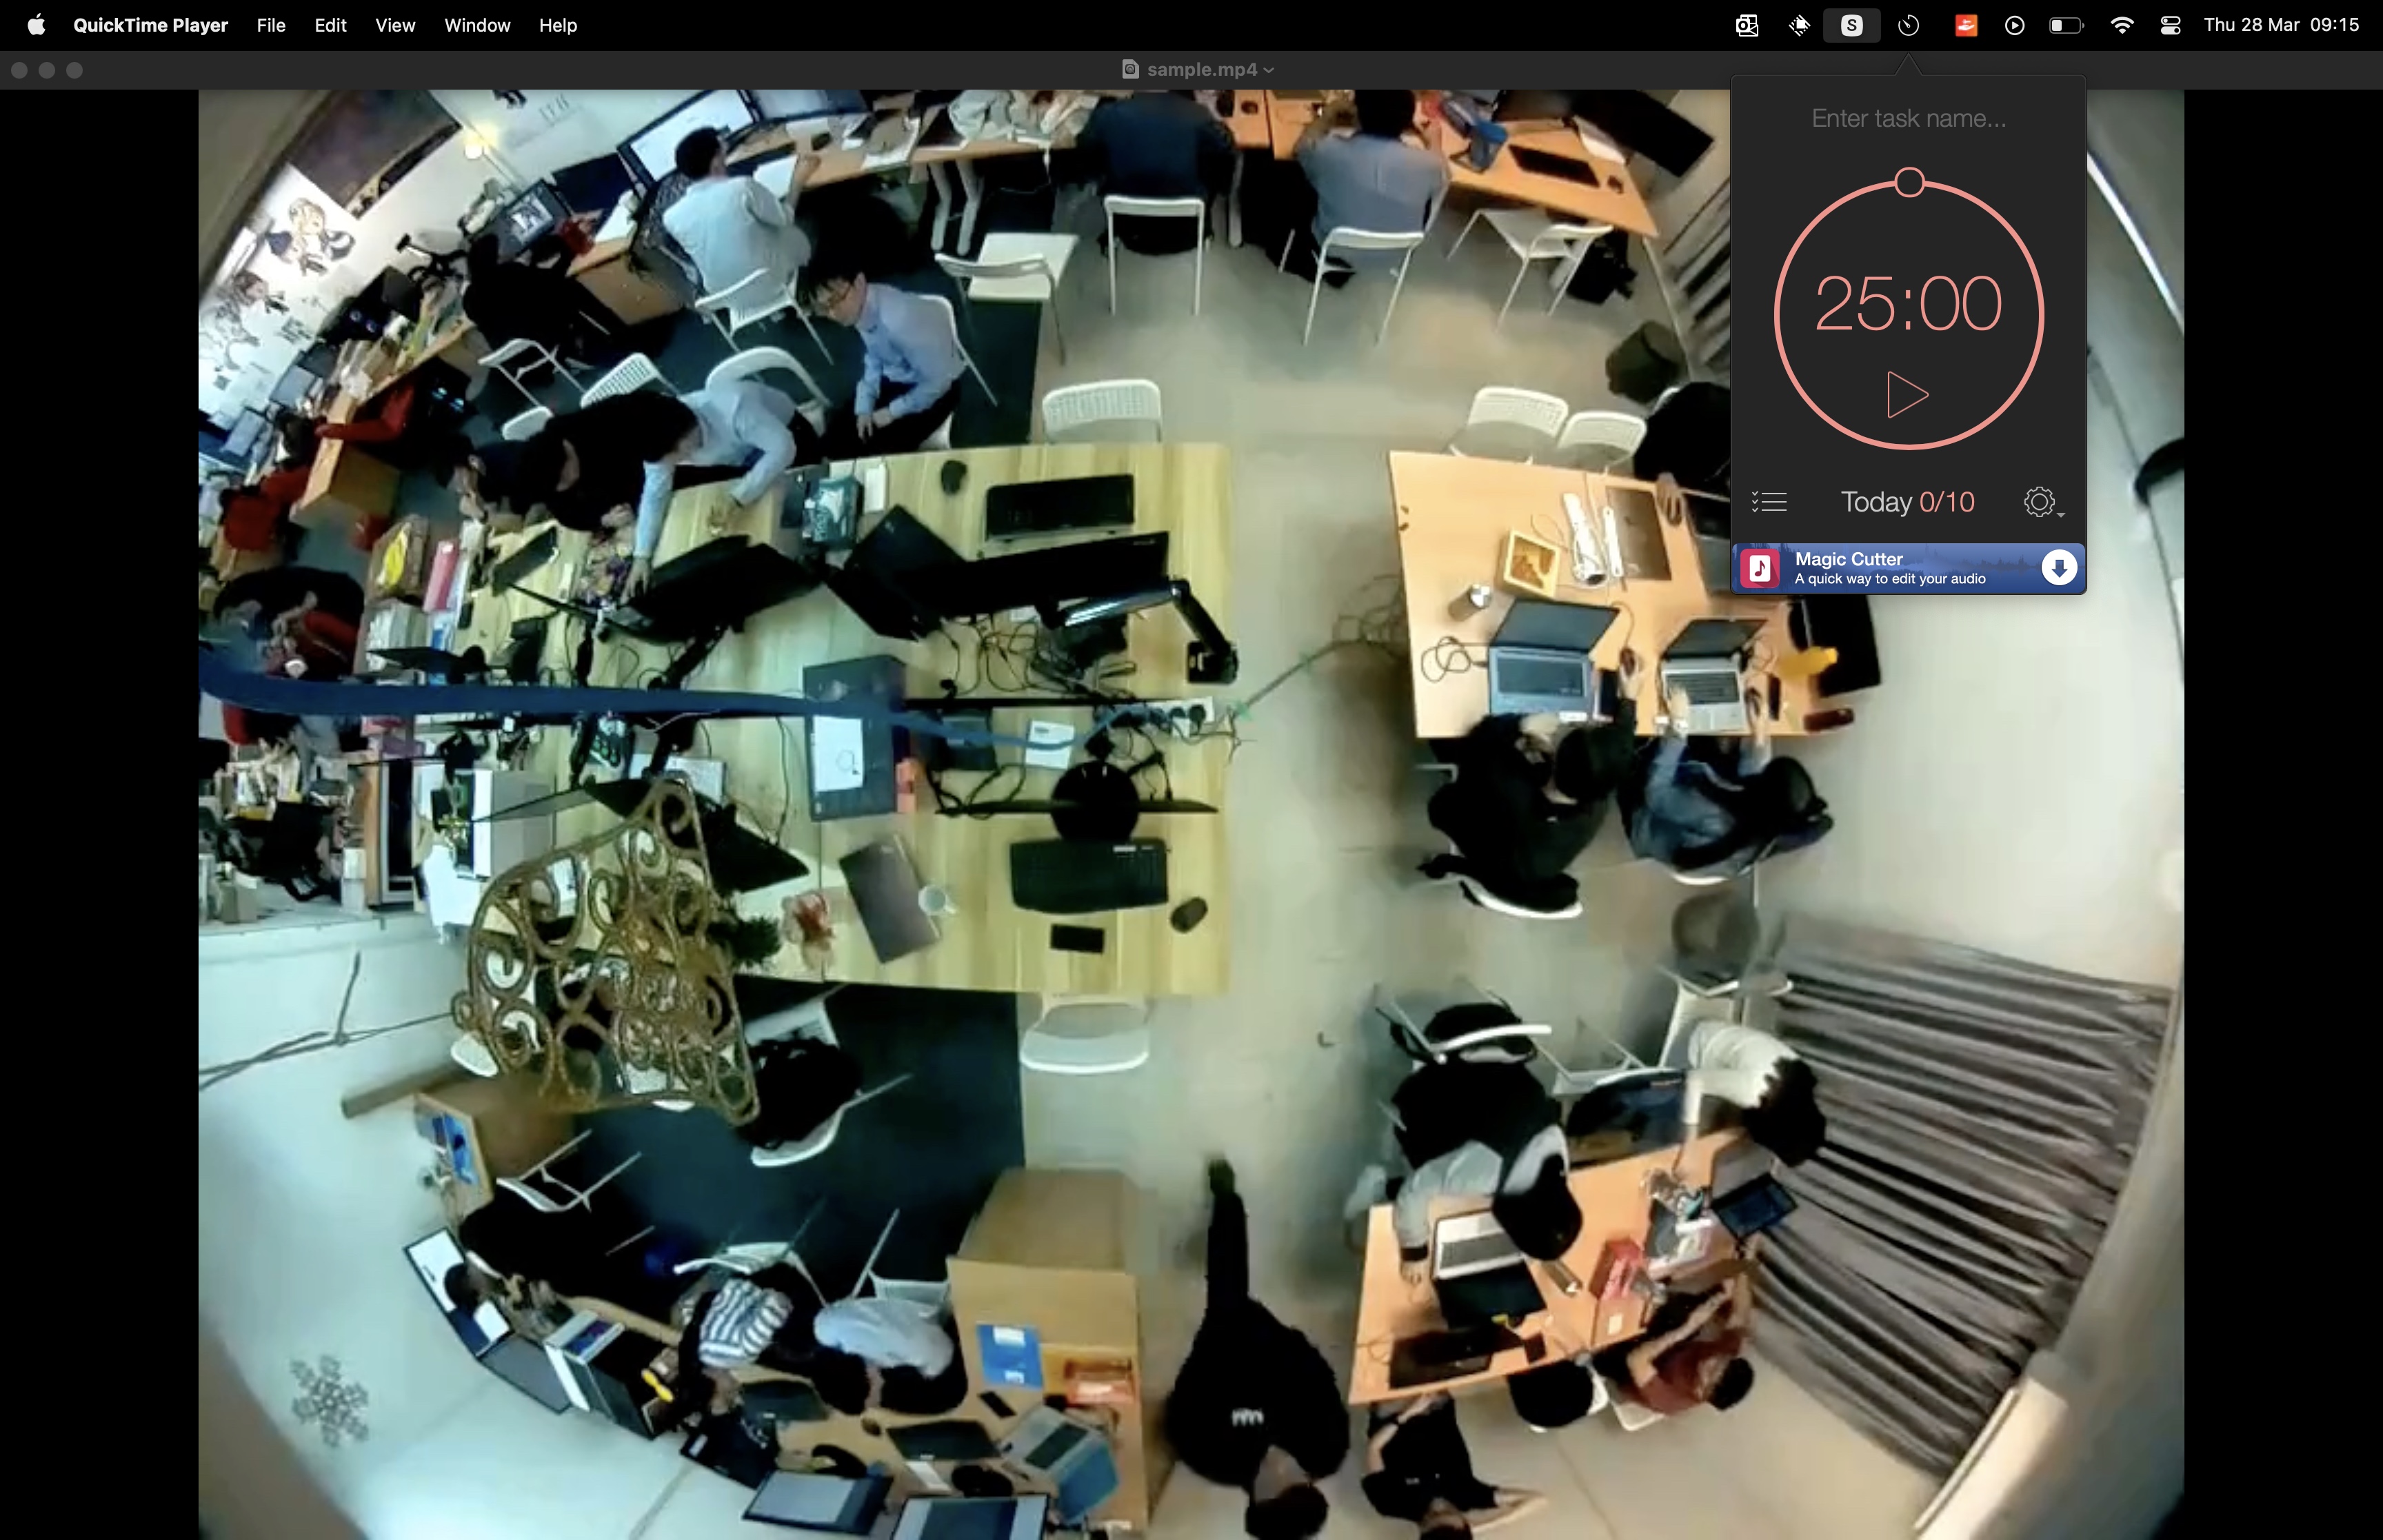 QuickTime Player File Edit View Window Help
S
Thu 28 Mar 09:15
sample.mp4
Enter task name...
25:00
Today 0/10
Magic Cutter
A quick way to edit your audio